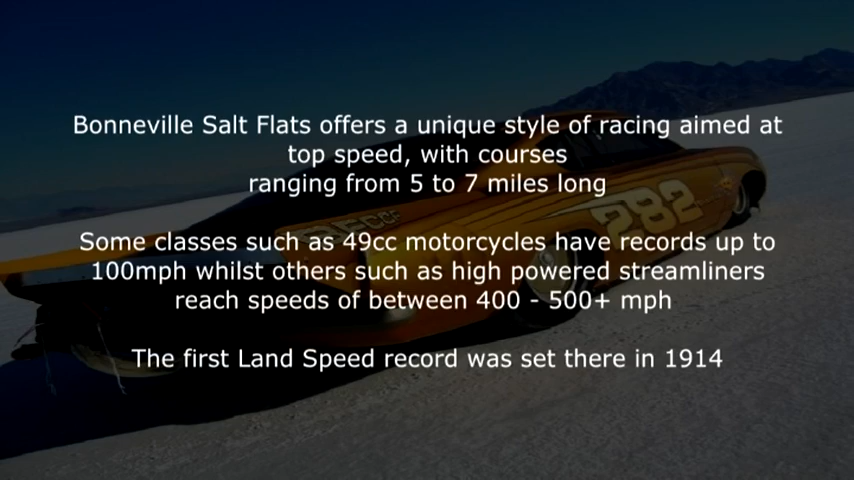 Bonneville Salt Flats offers a unique style of racing aimed at
top speed, with courses
ranging from 5 to 7 miles long
Some classes such as 49cc motorcycles have records up to
100mph whilst others such as high powered streamliners
reach speeds of between 400 - 500+ mph
The first Land Speed record was set there in 1914
282